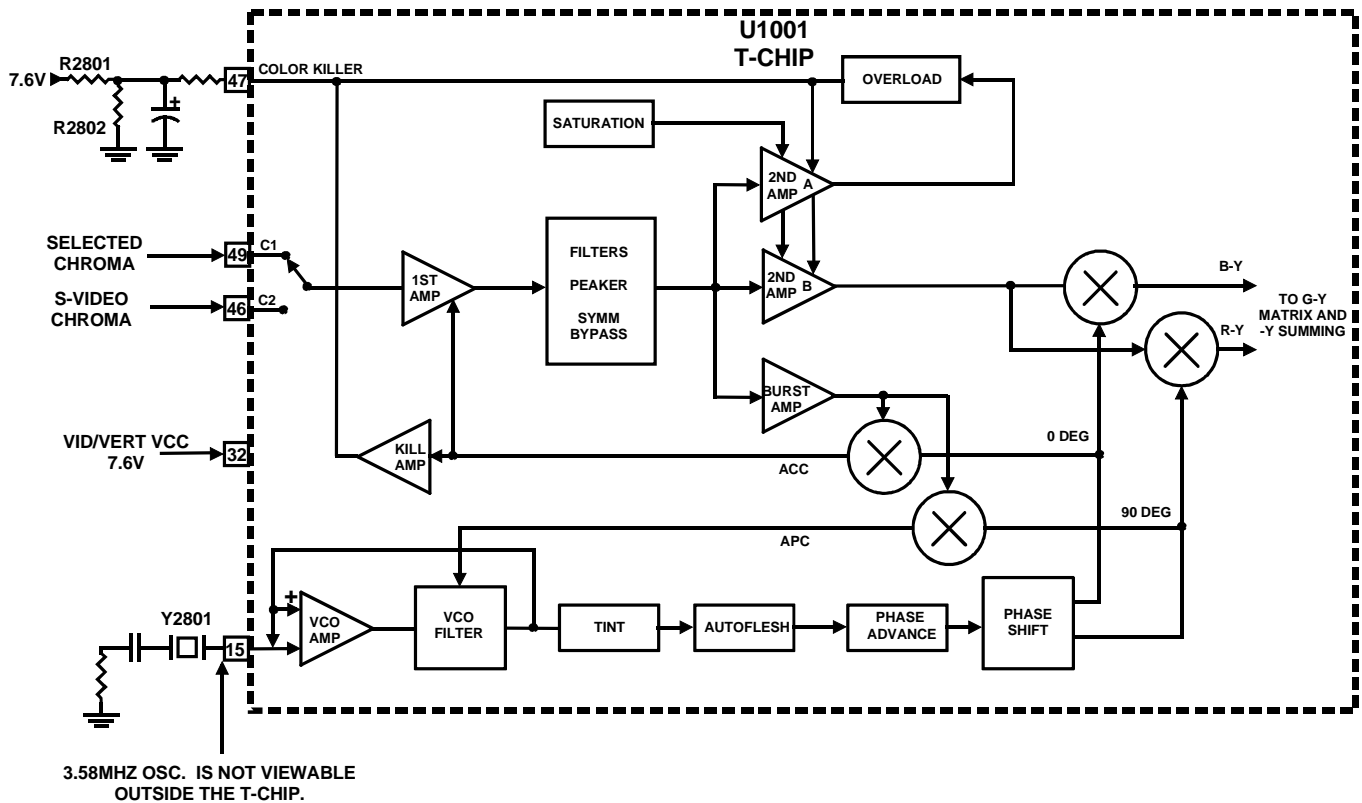 U1001
T-CHIP
R2801
7.6V
R2802
+
47
COLOR KILLER
OVERLOAD
SATURATION
2ND
AMP
A
SELECTED
CHROMA
49
C1
S-VIDEO
CHROMA
46
C2
1ST
AMP
FILTERS
PEAKER
SYMM
BYPASS
2ND
AMP
B
B-Y
TO G-Y
MATRIX AND
-Y SUMMING
R-Y
BURST
AMP
VID/VERT VCC
7.6V
32
KILL
AMP
ACC
0 DEG
APC
90 DEG
Y2801
15
+
VCO
AMP
VCO
FILTER
TINT
AUTOFLESH
PHASE
ADVANCE
PHASE
SHIFT
3.58MHZ OSC. IS NOT VIEWABLE
OUTSIDE THE T-CHIP.